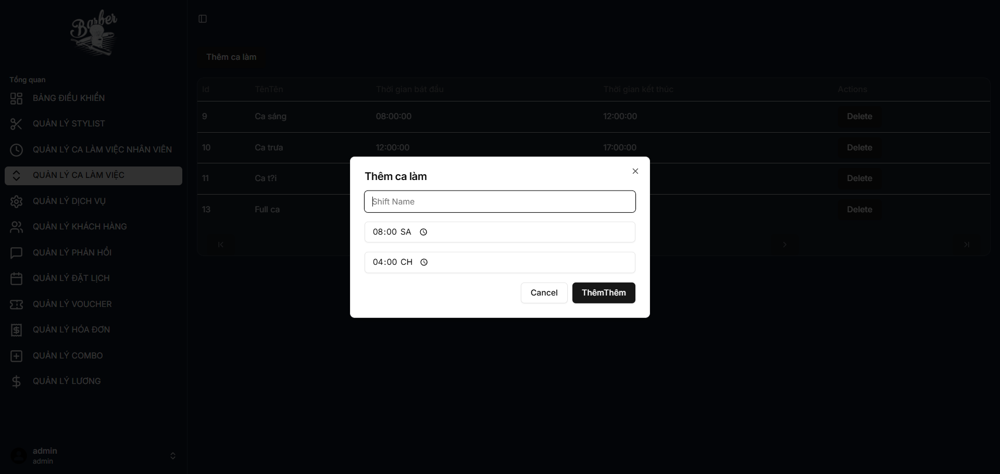 Barber
Tổng quan
BẢNG ĐIỀU KHIỂN
QUẢN LÝ STYLIST
QUẢN LÝ CA LÀM VIỆC NHÂN VIÊN
QUẢN LÝ CA LÀM VIỆC
QUẢN LÝ DỊCH VỤ
QUẢN LÝ KHÁCH HÀNG
QUẢN LÝ PHẢN HỒI
QUẢN LÝ ĐẶT LỊCH
QUẢN LÝ VOUCHER
QUẢN LÝ HÓA ĐƠN
QUẢN LÝ COMBO
QUẢN LÝ LƯƠNG
admin
admin
Thêm ca làm
Id TênTên Thời gian bắt đầu Thời gian kết thúc Actions
9 Ca sáng 08:00:00 12:00:00 Delete
10 Ca trưa 12:00:00 17:00:00 Delete
11 Ca t?i Delete
13 Full ca Delete
Thêm ca làm
Shift Name
08:00 SA
04:00 CH
Cancel ThêmThêm